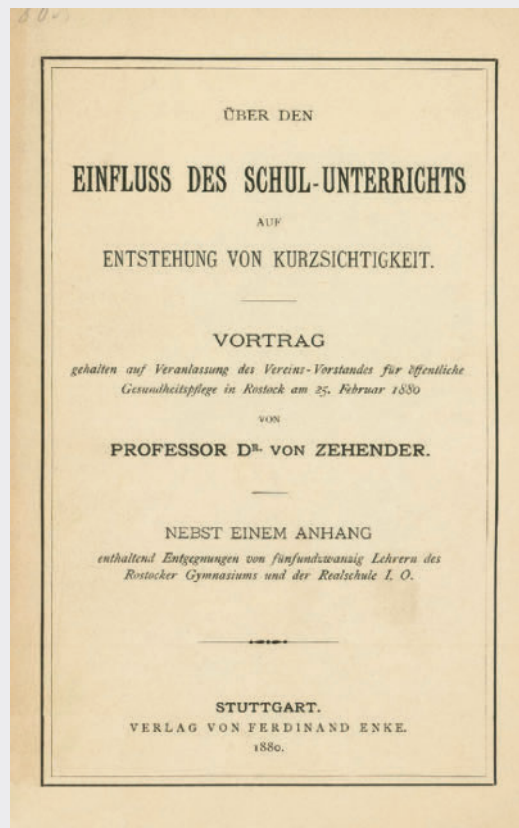 ÜBER DEN
EINFLUSS DES SCHUL-UNTERRICHTS
AUF
ENTSTEHUNG VON KURZSICHTIGKEIT.
VORTRAG
gehalten auf Veranlassung des Vereins-Vorstandes für öffentliche
Gesundheitspflege in Rostock am 25. Februar 1880
VON
PROFESSOR DR. VON ZEHENDER.
NEBST EINEM ANHANG
enthaltend Entgegnungen von fünfundzwanzig Lehrern des
Rostocker Gymnasiums und der Realschule I. O.
STUTTGART.
VERLAG VON FERDINAND ENKE.
1880.